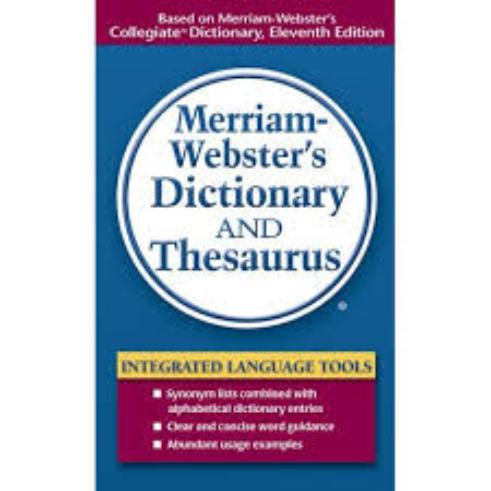 Based on Merriam-Webster's
Collegiate® Dictionary, Eleventh Edition
Merriam-
Webster's
Dictionary
AND
Thesaurus
®
INTEGRATED LANGUAGE TOOLS
■ Synonym lists combined with
alphabetical dictionary entries
■ Clear and concise word guidance
■ Abundant usage examples